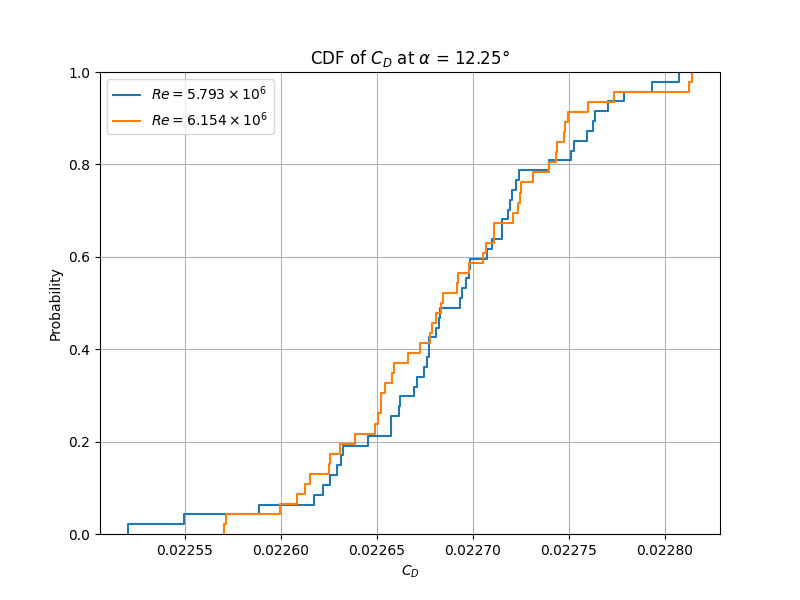 CDF of $C_D$ at $\alpha$ = 12.25°
$Re = 5.793 \times 10^6$
$Re = 6.154 \times 10^6$
Probability
1.0
0.8
0.6
0.4
0.2
0.0
0.02255 0.02260 0.02265 0.02270 0.02275 0.02280
$C_D$